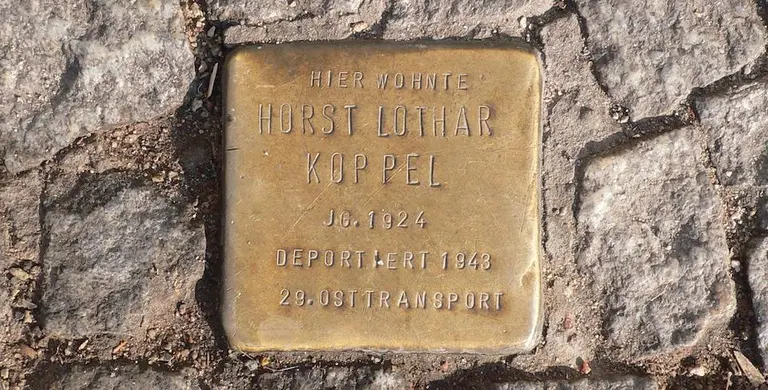 HIER WOHNTE
HORST LOTHAR
KOPPEL
JG. 1924
DEPORTIERT 1943
29. OSTTRANSPORT